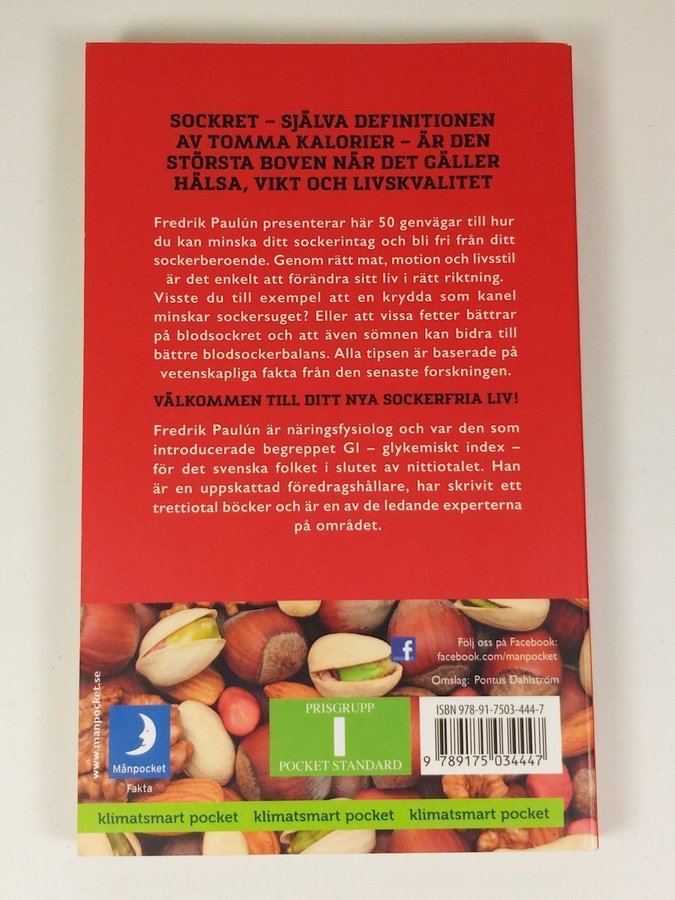 SOCKRET – SJÄLVA DEFINITIONEN
AV TOMMA KALORIER – ÄR DEN
STÖRSTA BOVEN NÄR DET GÄLLER
HÄLSA, VIKT OCH LIVSKVALITET
Fredrik Paulún presenterar här 50 genvägar till hur
du kan minska ditt sockerintag och bli fri från ditt
sockerberoende. Genom rätt mat, motion och livsstil
är det enkelt att förändra sitt liv i rätt riktning.
Visste du till exempel att en krydda som kanel
minskar sockersuget? Eller att vissa fetter bättrar
på blodsockret och att även sömnen kan bidra till
bättre blodsockerbalans. Alla tipsen är baserade på
vetenskapliga fakta från den senaste forskningen.
VÄLKOMMEN TILL DITT NYA SOCKERFRIA LIV!
Fredrik Paulún är näringsfysiolog och var den som
introducerade begreppet GI – glykemiskt index –
för det svenska folket i slutet av nittiotalet. Han
är en uppskattad föredragshållare, har skrivit ett
trettiotal böcker och är en av de ledande experterna
på området.
f
Följ oss på Facebook:
facebook.com/manpocket
Omslag: Pontus Dahlström
www.manpocket.se
Månpocket
Fakta
PRISGRUPP
I
POCKET STANDARD
ISBN 978-91-7503-444-7
9 789175 034447
klimatsmart pocket klimatsmart pocket klimatsmart pocket